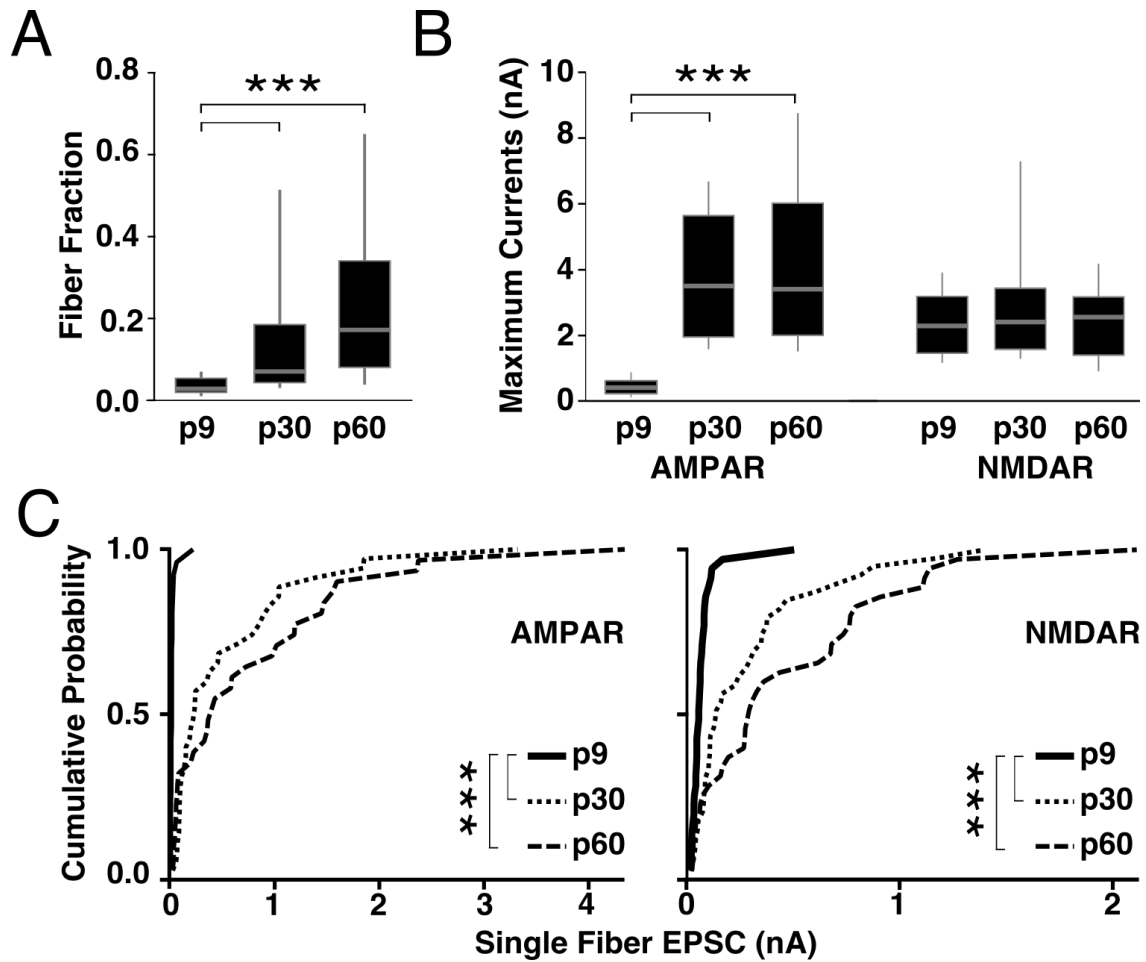 A
Fiber Fraction
0.8
0.6
0.4
0.2
0.0
***
p9 p30 p60
B
Maximum Currents (nA)
10
8
6
4
2
0
***
p9 p30 p60 p9 p30 p60
AMPAR NMDAR
C
Cumulative Probability
1.0
0.5
0.0
AMPAR
***
p9
p30
p60
0 1 2 3 4
NMDAR
***
p9
p30
p60
0 1 2
Single Fiber EPSC (nA)